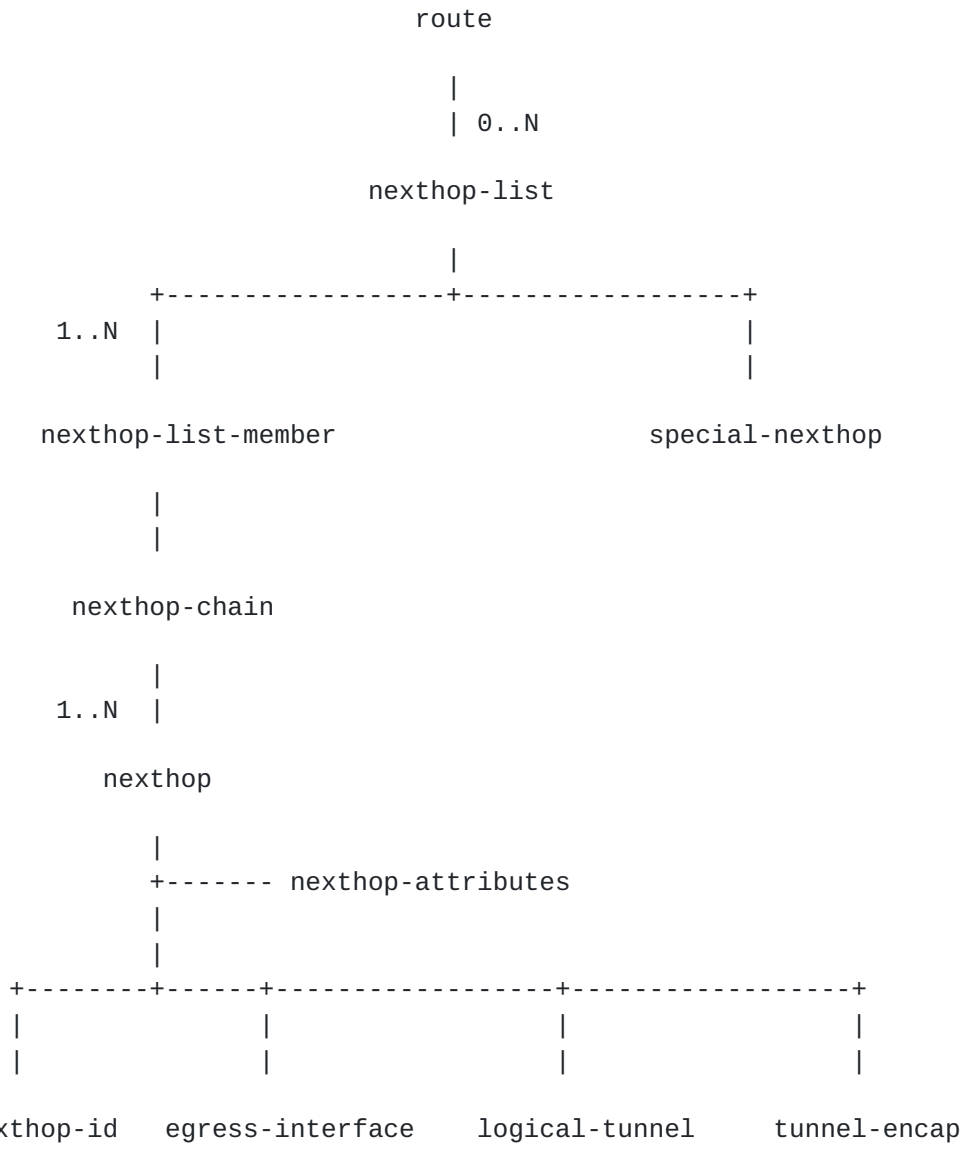 route
0..N
nexthop-list
1..N
nexthop-list-member special-nexthop
nexthop-chain
1..N
nexthop
nexthop-attributes
egress-interface logical-tunnel tunnel-encap